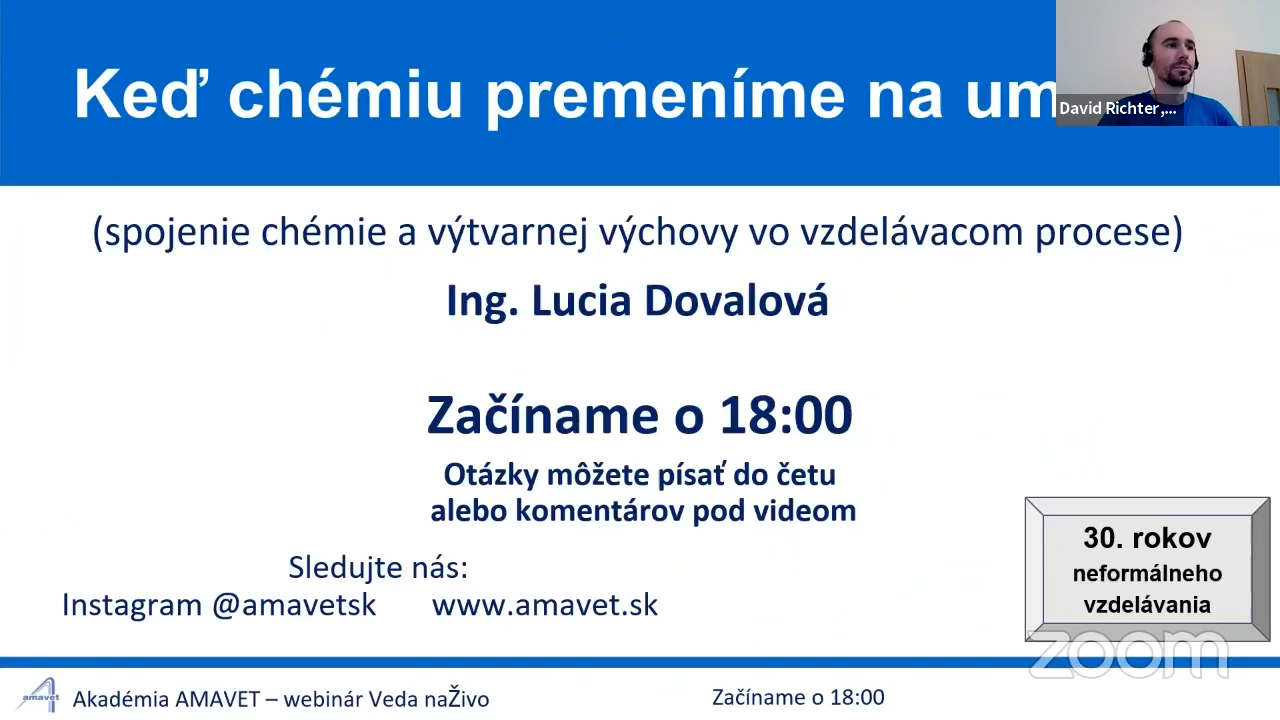 Keď chémiu premeníme na um
David Richter,...
(spojenie chémie a výtvarnej výchovy vo vzdelávacom procese)
Ing. Lucia Dovalová
Začíname o 18:00
Otázky môžete písať do četu
alebo komentárov pod videom
Sledujte nás:
Instagram @amavetsk www.amavet.sk
30. rokov
neformálneho
vzdelávania
zoom
amavet
Akadémia AMAVET – webinár Veda naŽivo
Začíname o 18:00